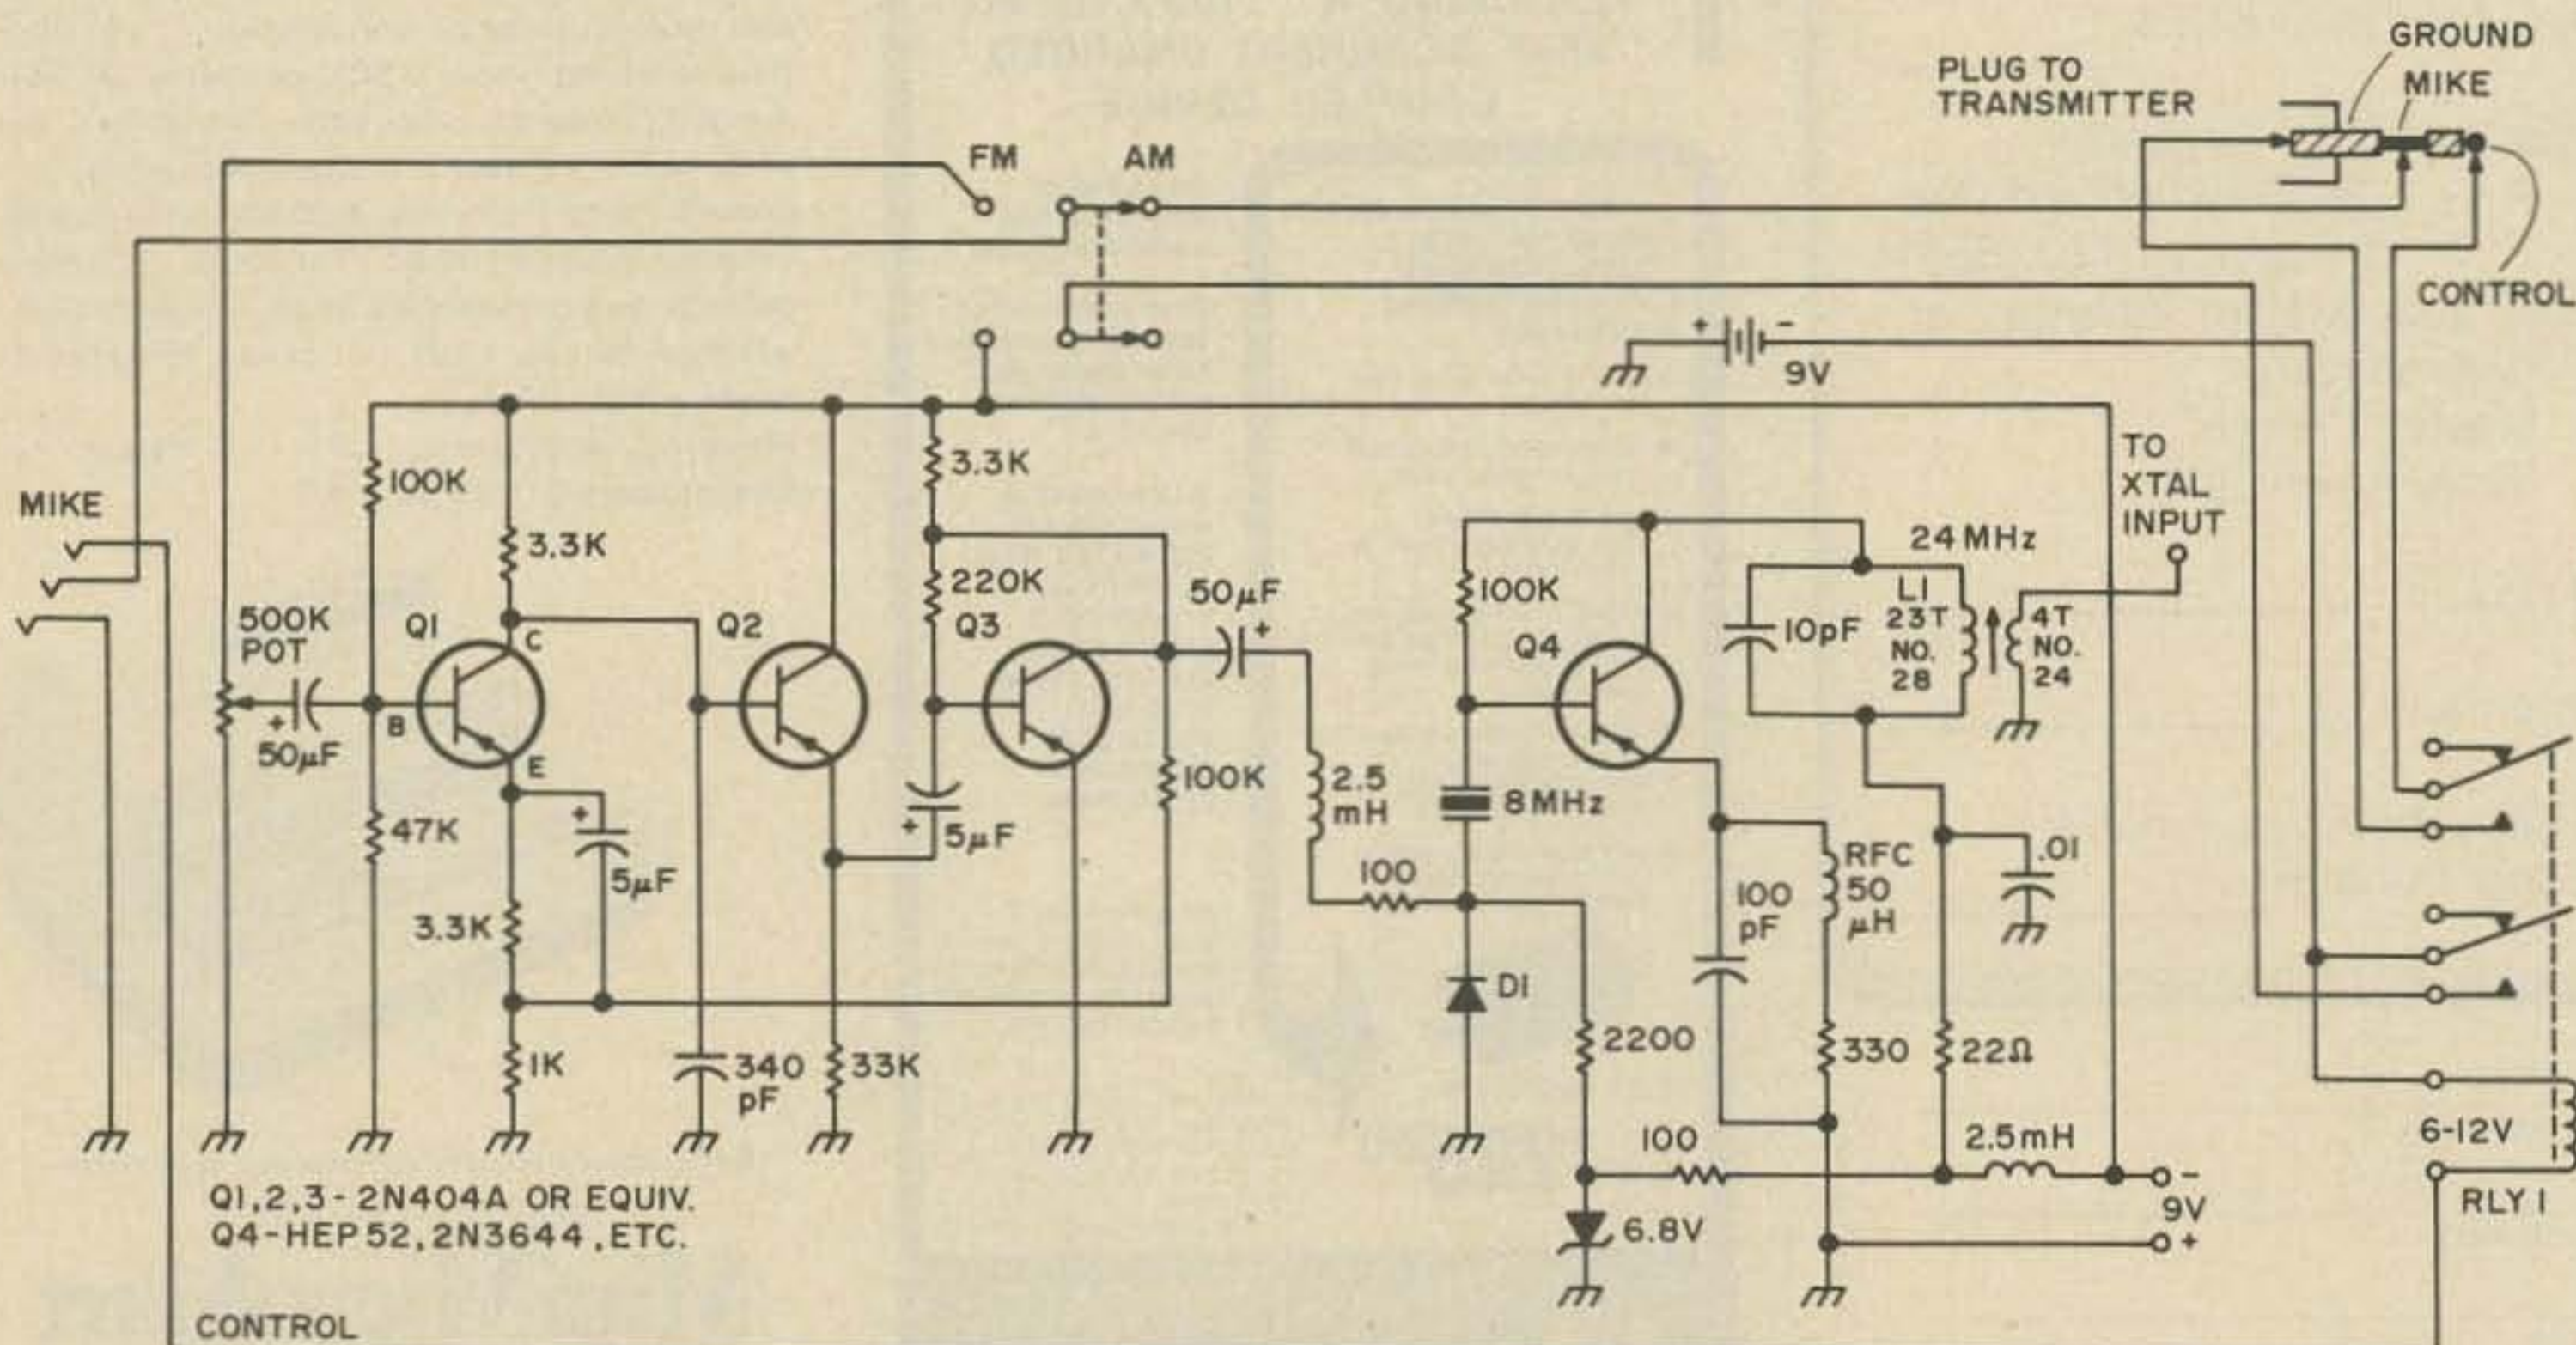 GROUND
PLUG TO
TRANSMITTER
MIKE
FM
AM
CONTROL
+
-
9V
TO
XTAL
INPUT
3.3K
100K
MIKE
3.3K
24MHz
220K
50µF
+
100K
L1
23T
NO.
28
4T
NO.
24
500K
POT
Q1
C
Q2
Q3
10pF
Q4
+
50µF
B
E
100K
2.5
mH
8MHz
+
47K
5µF
+
5µF
100
RFC
50
µH
.01
100
pF
3.3K
D1
2200
330
22Ω
1K
340
pF
33K
100
2.5mH
6-12V
-
9V
+
RLY 1
6.8V
Q1,2,3- 2N404A OR EQUIV.
Q4-HEP 52, 2N3644, ETC.
CONTROL